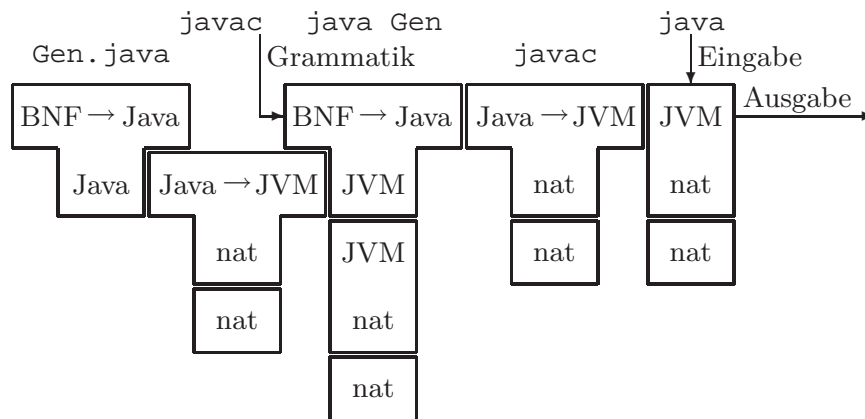 javac java Gen java
Gen.java Grammatik javac Eingabe
BNF → Java BNF → Java Java → JVM JVM Ausgabe
Java Java → JVM JVM nat nat
nat JVM nat nat
nat nat
nat